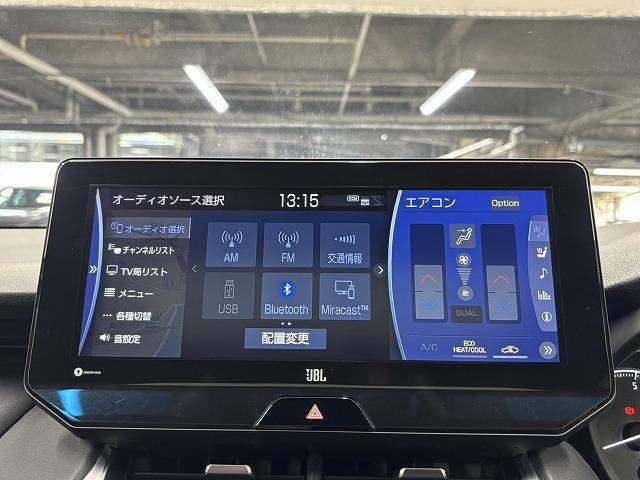 オーディオソース選択
13:15
エアコン
Option
オーディオ選択
チャンネルリスト
TV局リスト
メニュー
各種切替
音設定
AM
FM
交通情報
USB
Bluetooth
Miracast™
配置変更
DUAL
A/C
ECO
HEAT/COOL
gracenote
JBL
5